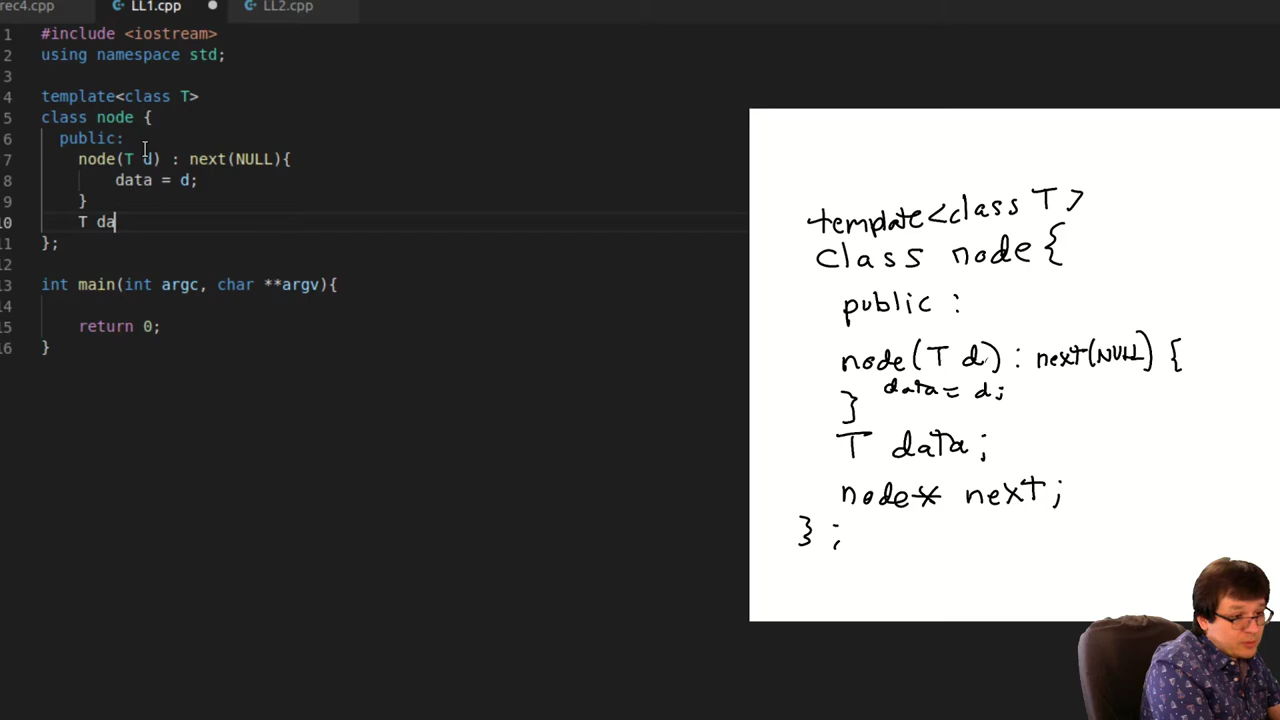 rec4.cpp
LL1.cpp
LL2.cpp
1 #include <iostream>
2 using namespace std;
3
4 template<class T>
5 class node {
6 public:
7 node(T d) : next(NULL){
8 data = d;
9 }
10 T da
11 };
12
13 int main(int argc, char **argv){
14
15 return 0;
16 }
template<class T>
class node {
public :
node(T d) : next(NULL) {
data = d;
}
T data ;
node* next ;
} ;